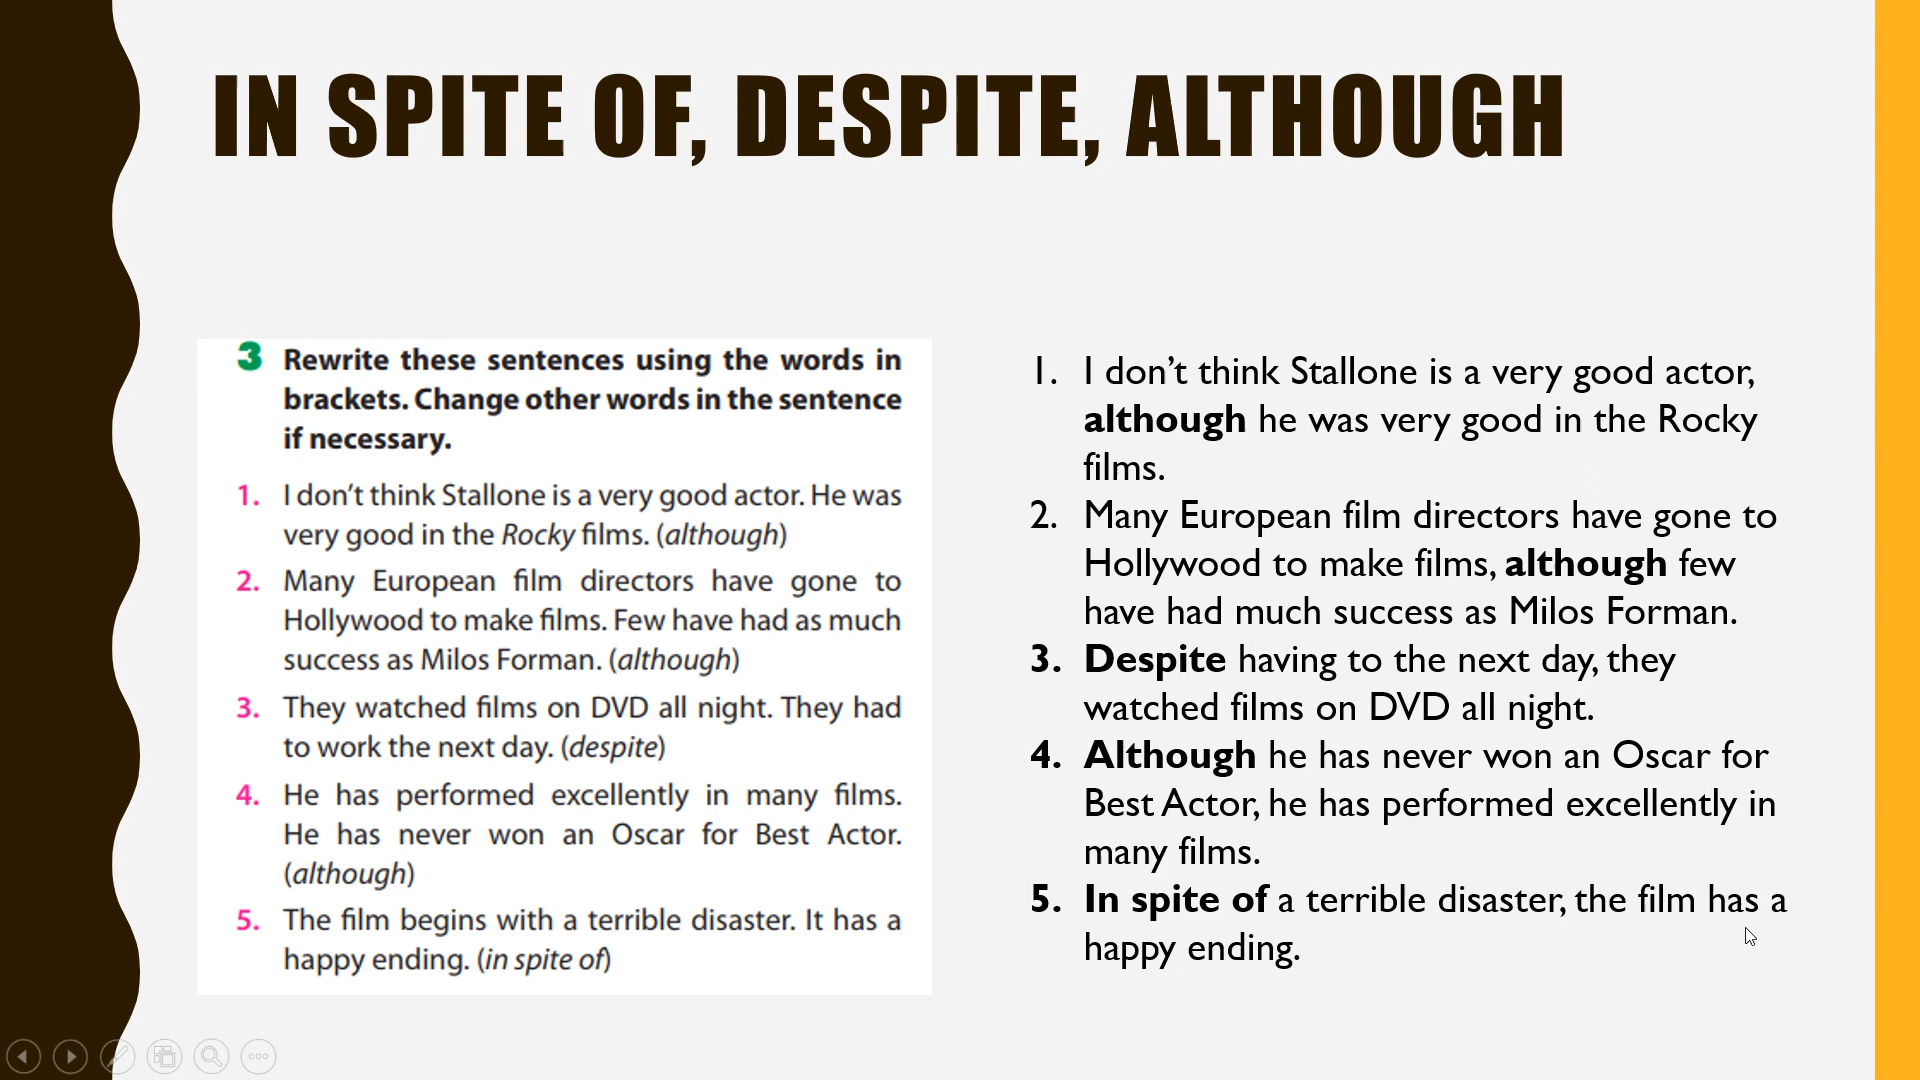 IN SPITE OF, DESPITE, ALTHOUGH
3 Rewrite these sentences using the words in
brackets. Change other words in the sentence
if necessary.
1. I don't think Stallone is a very good actor. He was
very good in the Rocky films. (although)
2. Many European film directors have gone to
Hollywood to make films. Few have had as much
success as Milos Forman. (although)
3. They watched films on DVD all night. They had
to work the next day. (despite)
4. He has performed excellently in many films.
He has never won an Oscar for Best Actor.
(although)
5. The film begins with a terrible disaster. It has a
happy ending. (in spite of)
1. I don’t think Stallone is a very good actor,
although he was very good in the Rocky
films.
2. Many European film directors have gone to
Hollywood to make films, although few
have had much success as Milos Forman.
3. Despite having to the next day, they
watched films on DVD all night.
4. Although he has never won an Oscar for
Best Actor, he has performed excellently in
many films.
5. In spite of a terrible disaster, the film has a
happy ending.